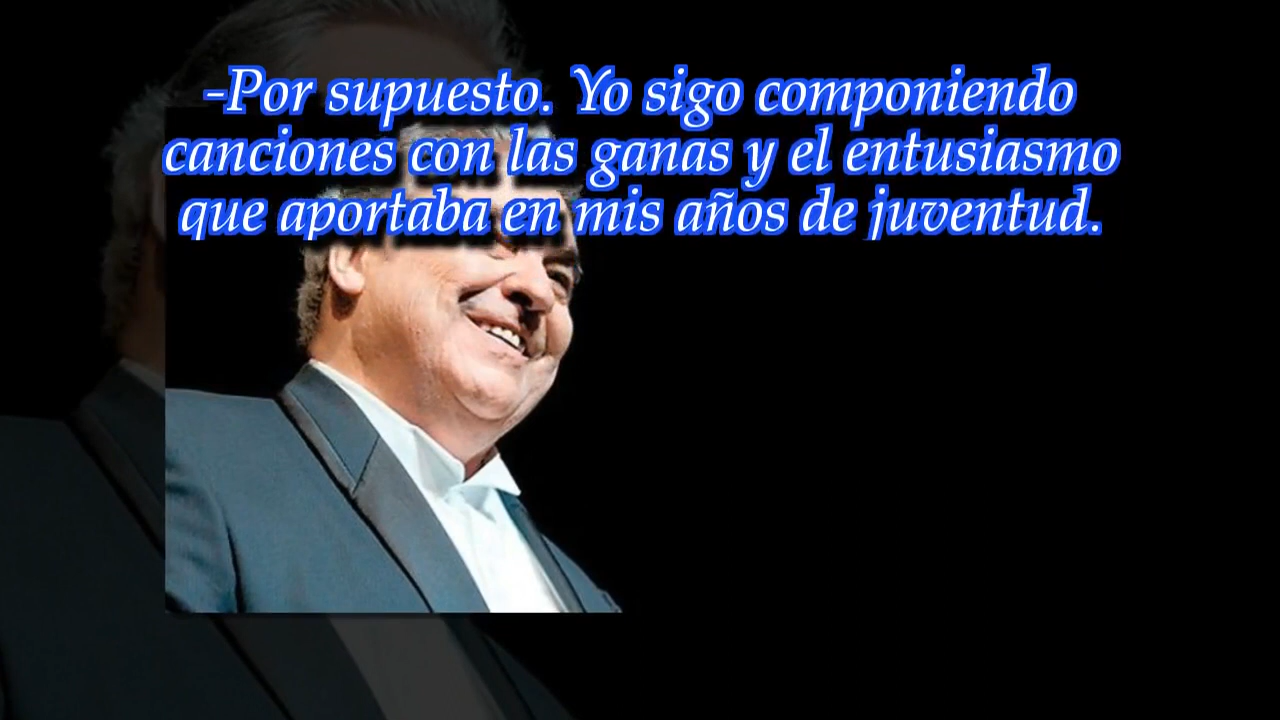 -Por supuesto. Yo sigo componiendo
canciones con las ganas y el entusiasmo
que aportaba en mis años de juventud.